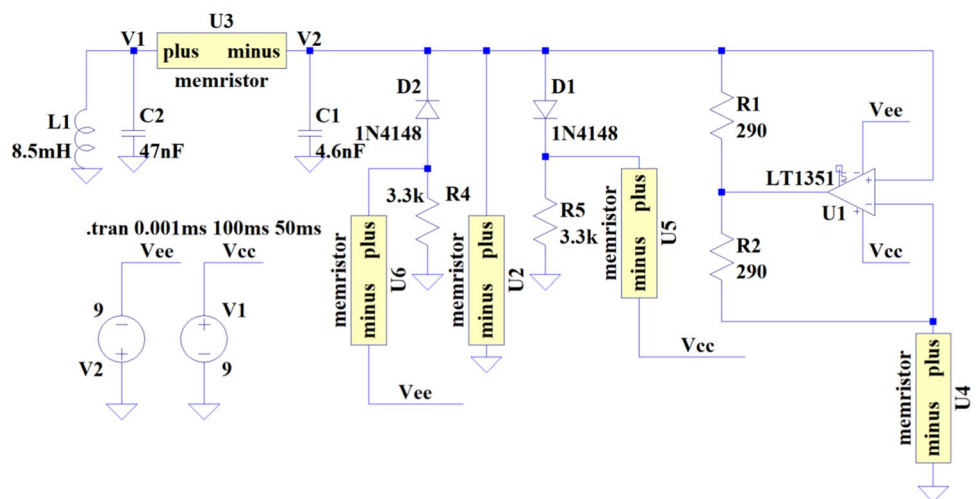 U3
V1
plus minus
V2
memristor
L1
8.5mH
C2
47nF
C1
4.6nF
D2
1N4148
D1
1N4148
R1
290
Vee
LT1351
U1
Vcc
R2
290
3.3k
R4
R5
3.3k
memristor
minus plus
U6
memristor
minus plus
U2
memristor
minus plus
U5
Vee
Vcc
memristor
minus plus
U4
.tran 0.001ms 100ms 50ms
Vee
Vcc
9
V2
V1
9